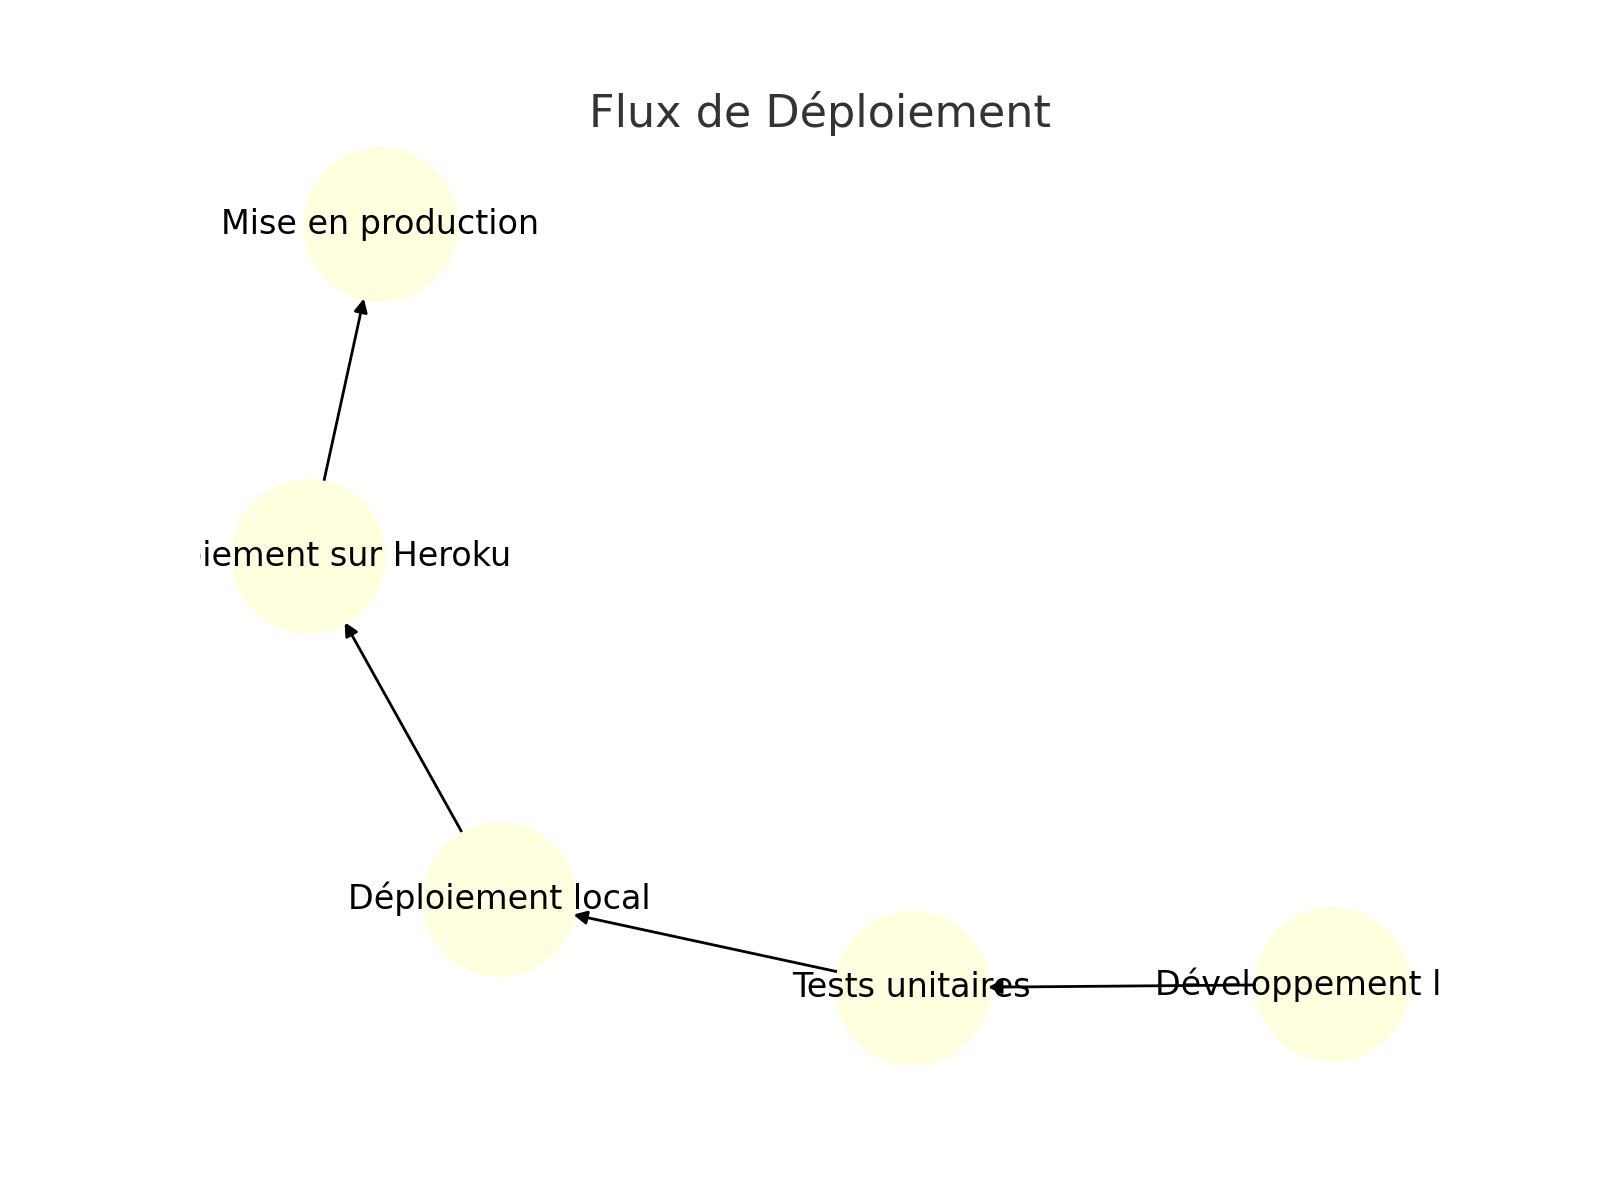 Flux de Déploiement
Mise en production
iement sur Heroku
Déploiement local
Tests unitaires
Développement l